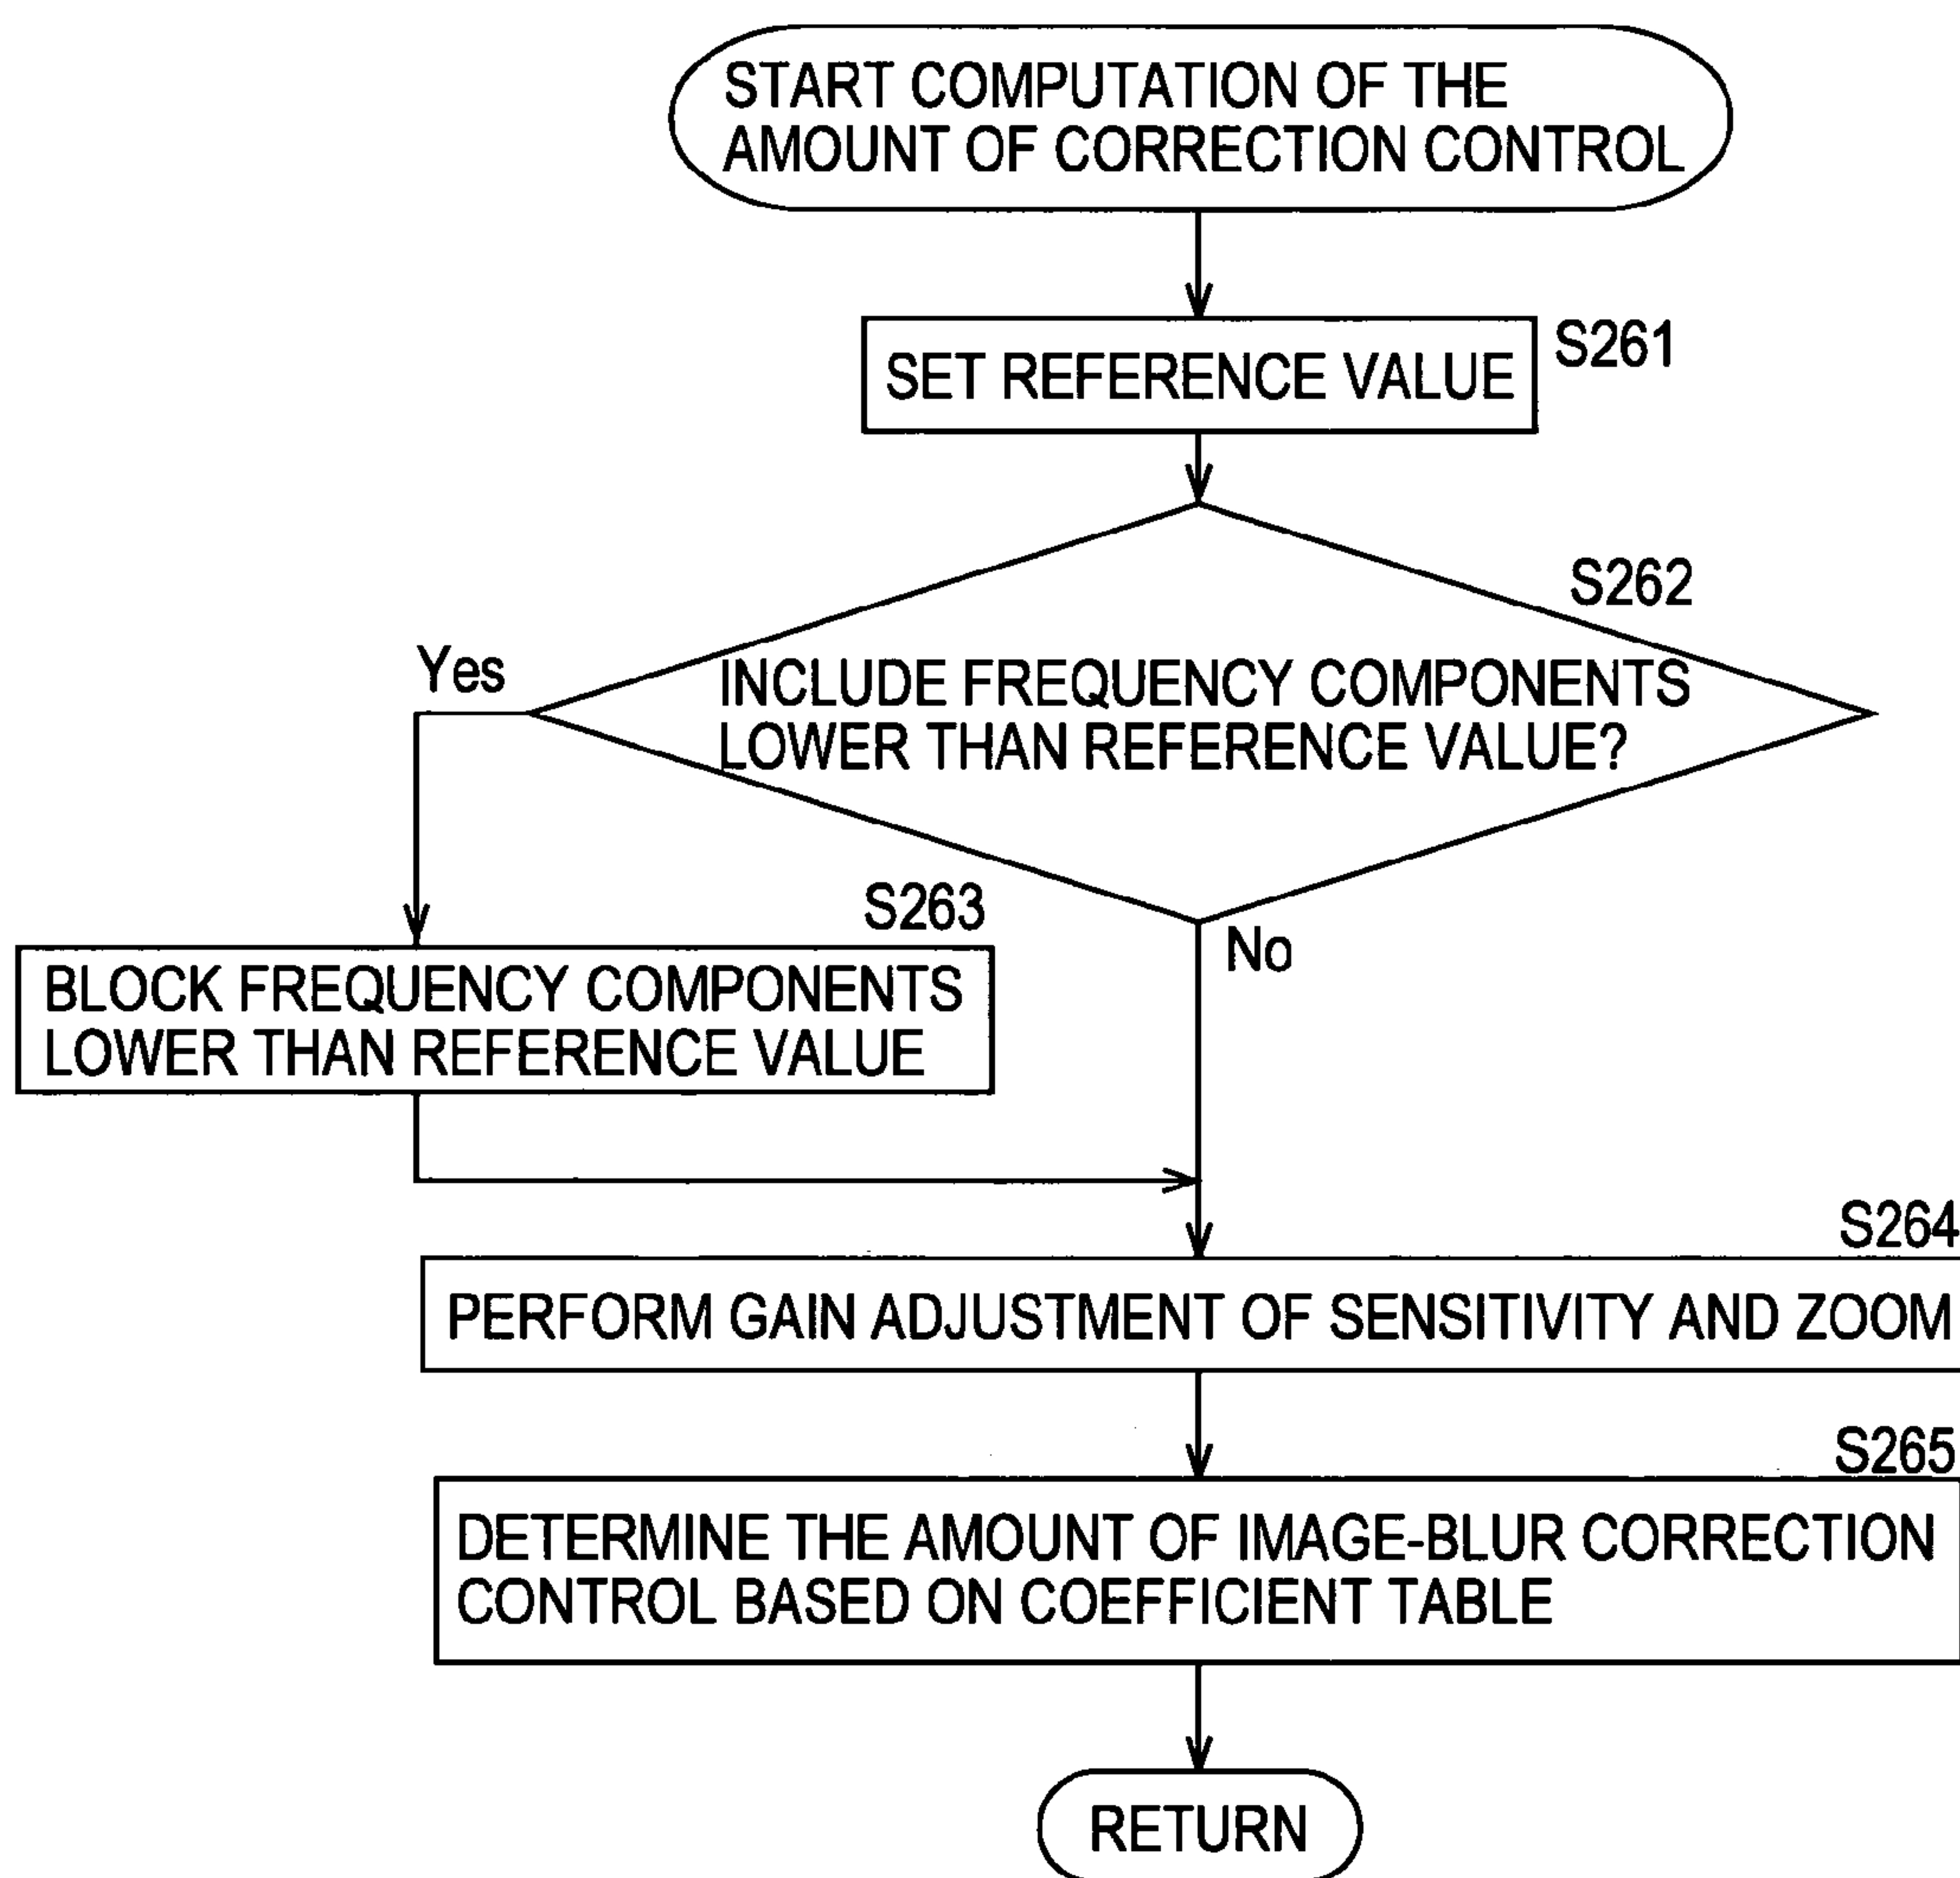 START COMPUTATION OF THE
AMOUNT OF CORRECTION CONTROL
SET REFERENCE VALUE
S261
S262
INCLUDE FREQUENCY COMPONENTS
LOWER THAN REFERENCE VALUE?
Yes
No
S263
BLOCK FREQUENCY COMPONENTS
LOWER THAN REFERENCE VALUE
S264
PERFORM GAIN ADJUSTMENT OF SENSITIVITY AND ZOOM
S265
DETERMINE THE AMOUNT OF IMAGE-BLUR CORRECTION
CONTROL BASED ON COEFFICIENT TABLE
RETURN